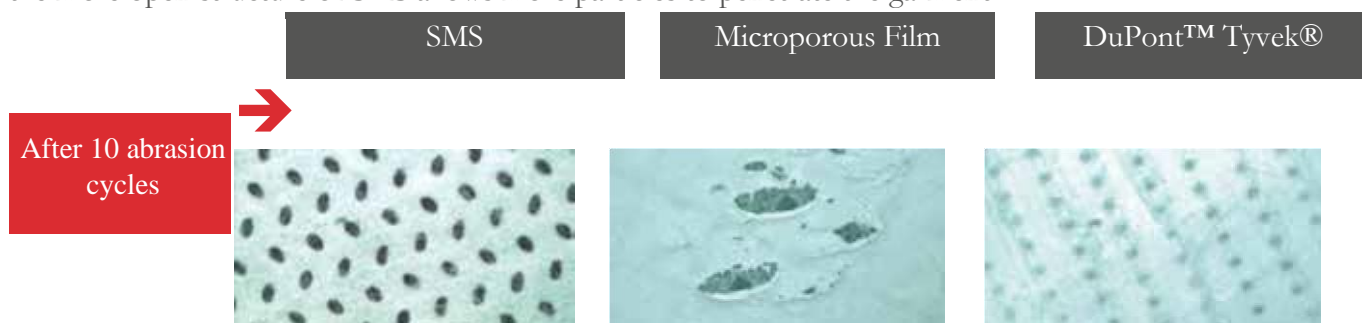 SMS
Microporous Film
DuPont™ Tyvek®
After 10 abrasion
cycles